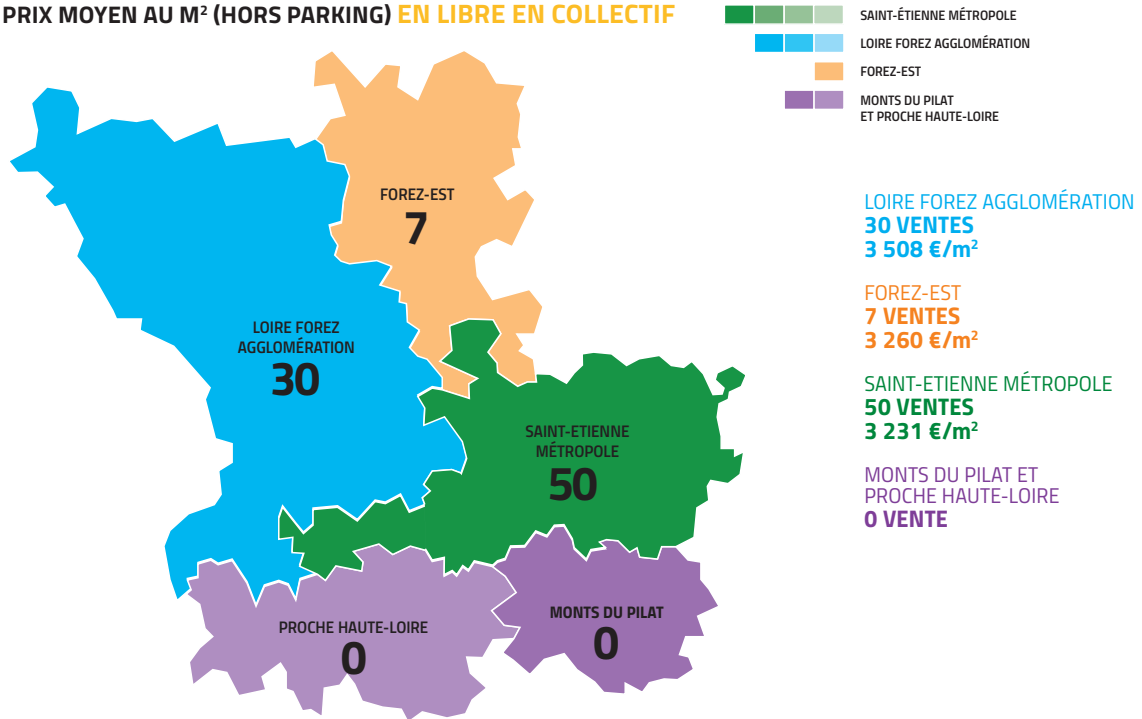 PRIX MOYEN AU M² (HORS PARKING) EN LIBRE EN COLLECTIF
SAINT-ÉTIENNE MÉTROPOLE
LOIRE FOREZ AGGLOMÉRATION
FOREZ-EST
MONTS DU PILAT
ET PROCHE HAUTE-LOIRE
FOREZ-EST
7
LOIRE FOREZ
AGGLOMÉRATION
30
SAINT-ETIENNE
MÉTROPOLE
50
PROCHE HAUTE-LOIRE
0
MONTS DU PILAT
0
LOIRE FOREZ AGGLOMÉRATION
30 VENTES
3 508 €/m²
FOREZ-EST
7 VENTES
3 260 €/m²
SAINT-ETIENNE MÉTROPOLE
50 VENTES
3 231 €/m²
MONTS DU PILAT ET
PROCHE HAUTE-LOIRE
0 VENTE